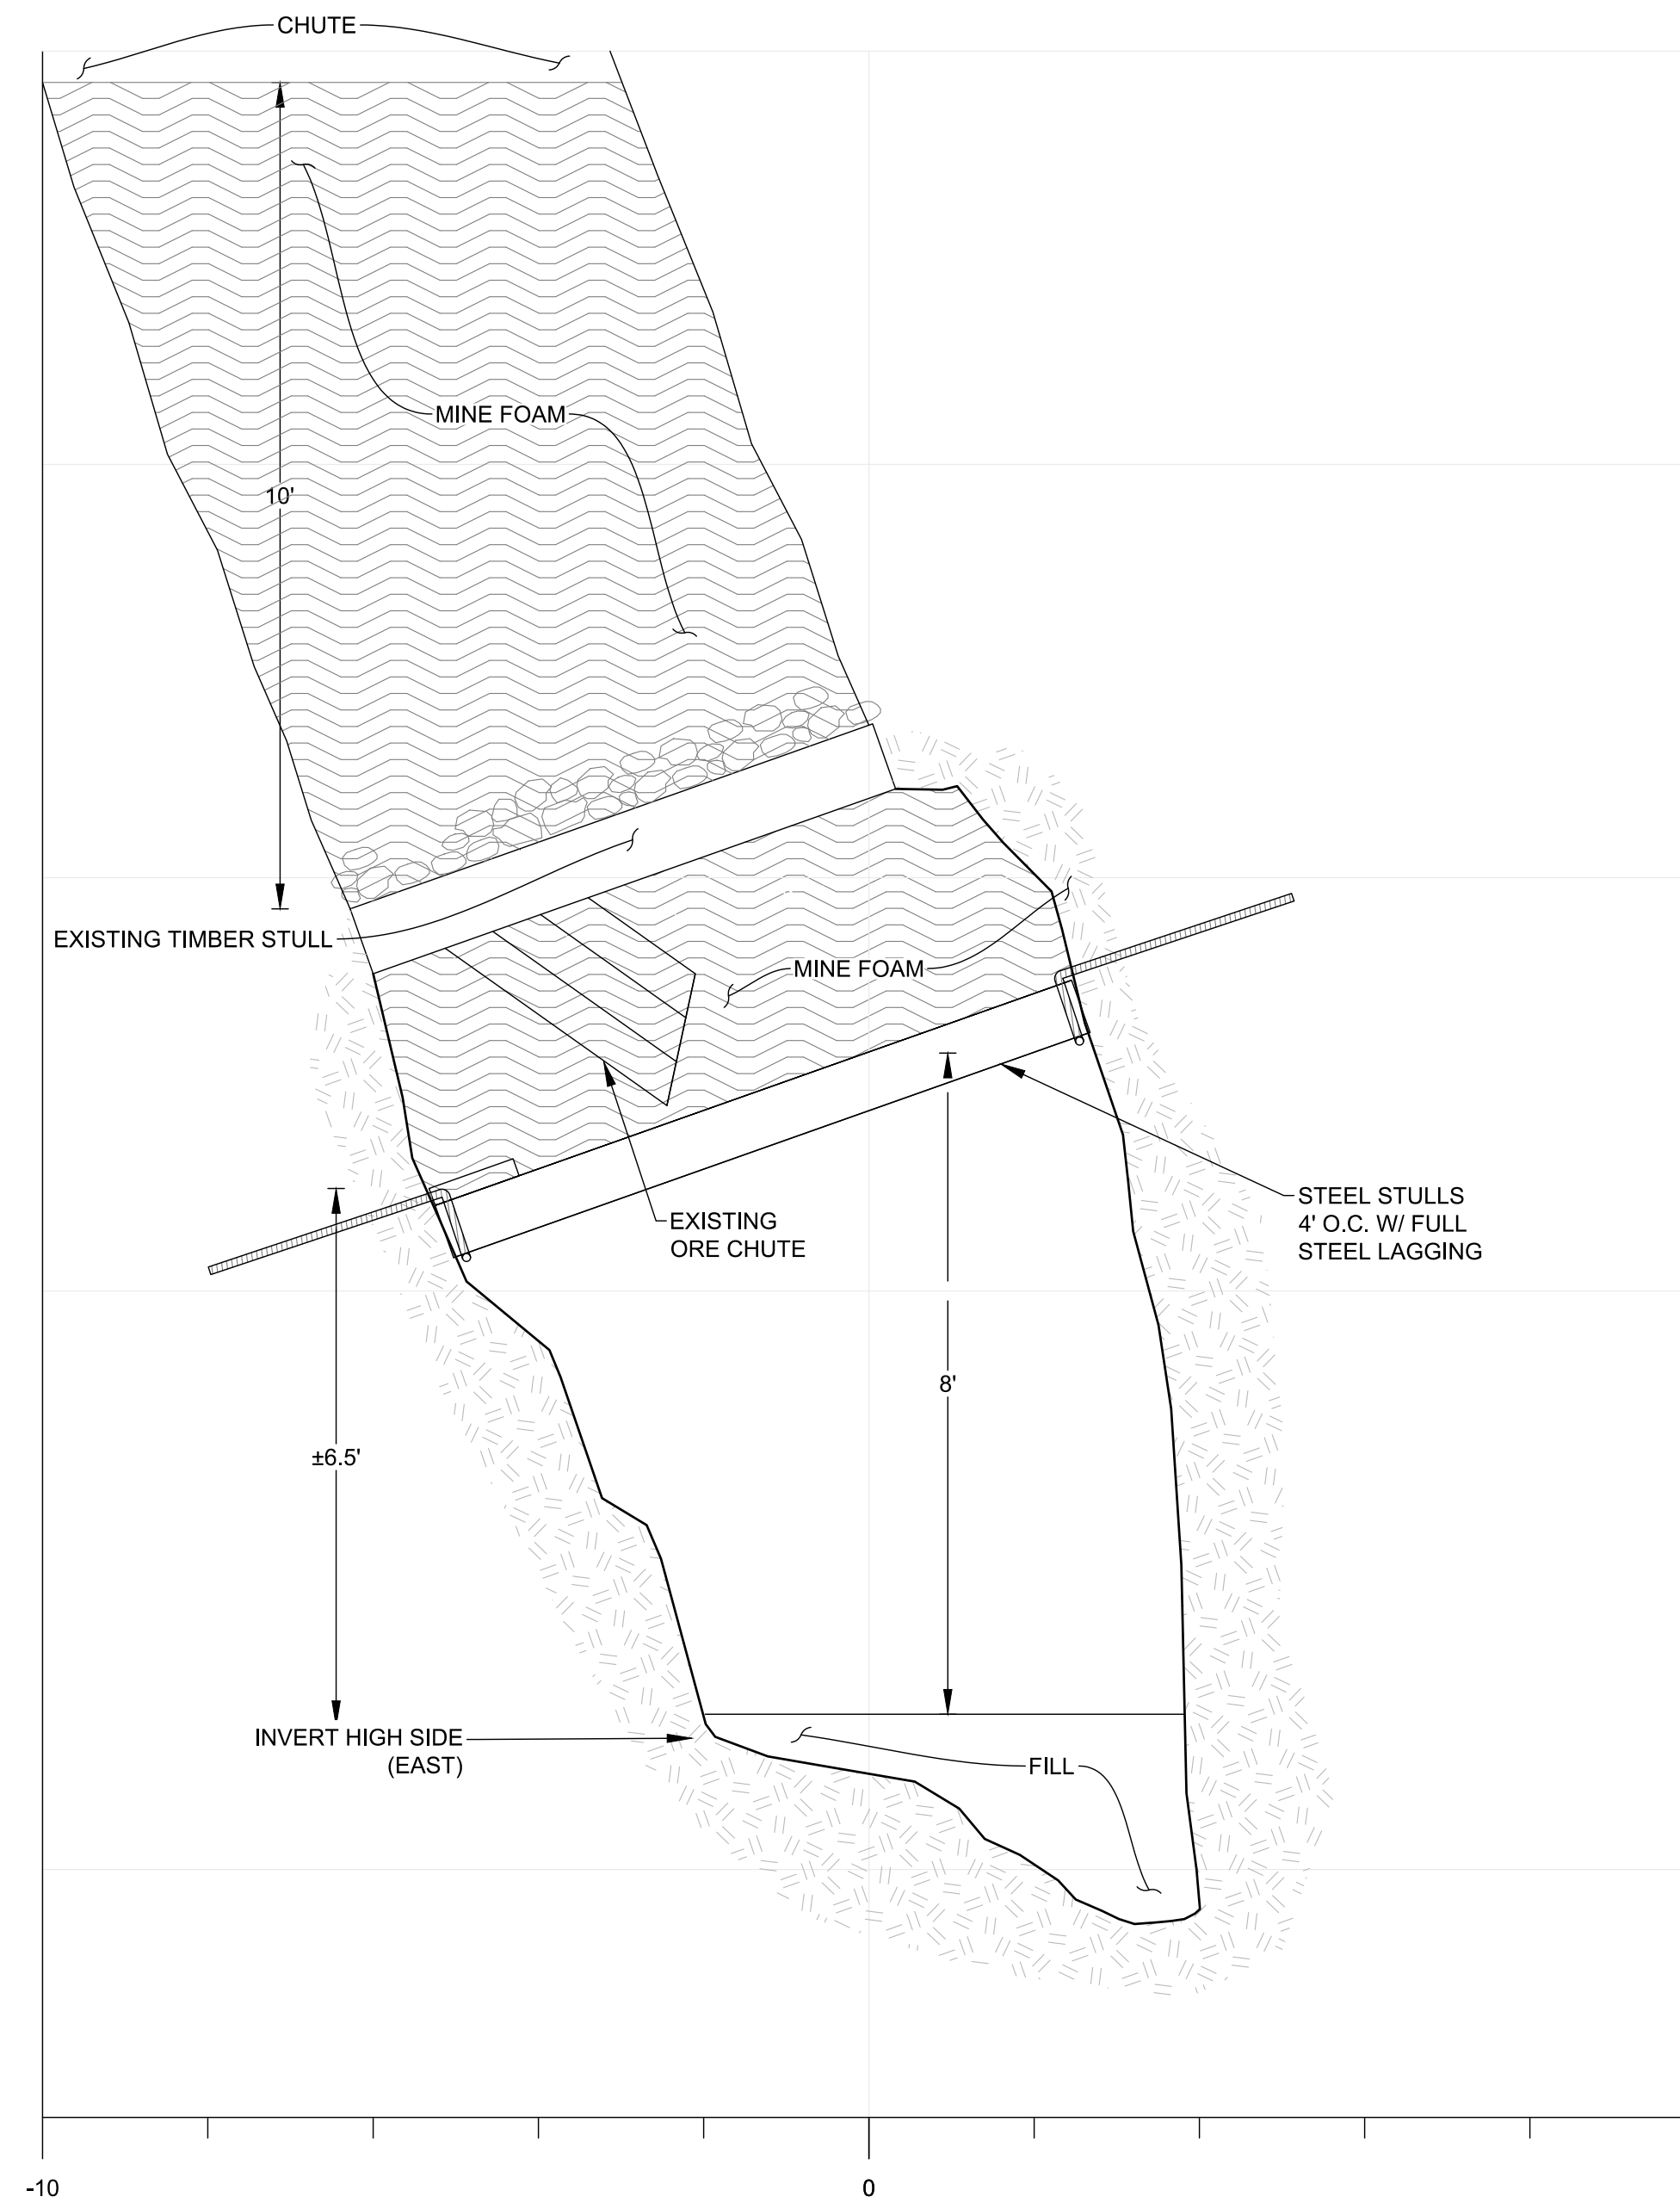 CHUTE
MINE FOAM
10'
EXISTING TIMBER STULL
MINE FOAM
STEEL STULLS
4' O.C. W/ FULL
STEEL LAGGING
EXISTING
ORE CHUTE
8'
±6.5'
INVERT HIGH SIDE
(EAST)
FILL
-10
0